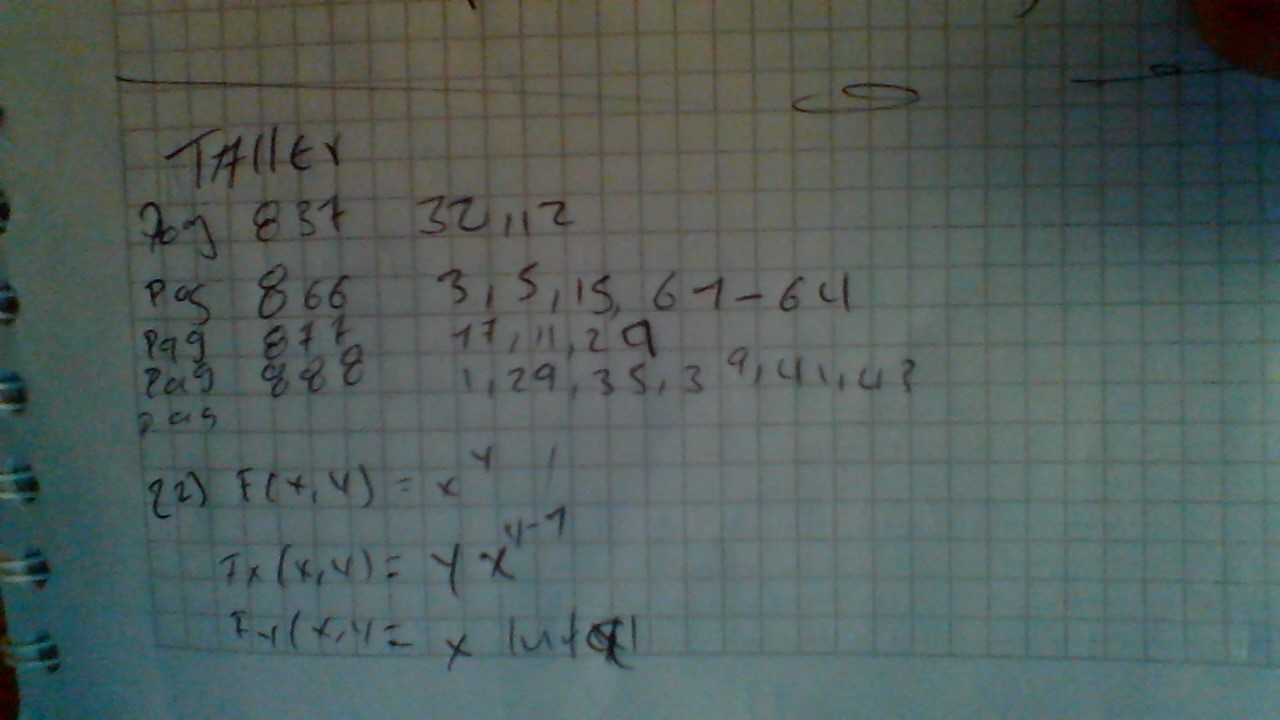 TAllEr
Pag 837 32,,12
Pag 866 3, 5, 15, 61-64
Pag 877 17, 11, 29
Pag 888 1, 29, 35, 39, 41, 43
Pag
22) F(x,y) = x^y
Fx(x,y) = y x^y-1
Fy(x,y = x ln